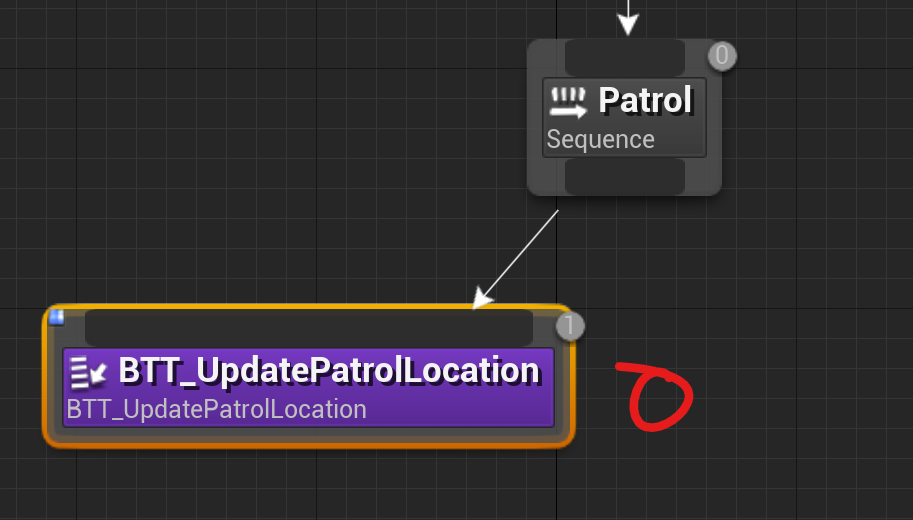 0
Patrol
Sequence
1
BTT_UpdatePatrolLocation
BTT_UpdatePatrolLocation